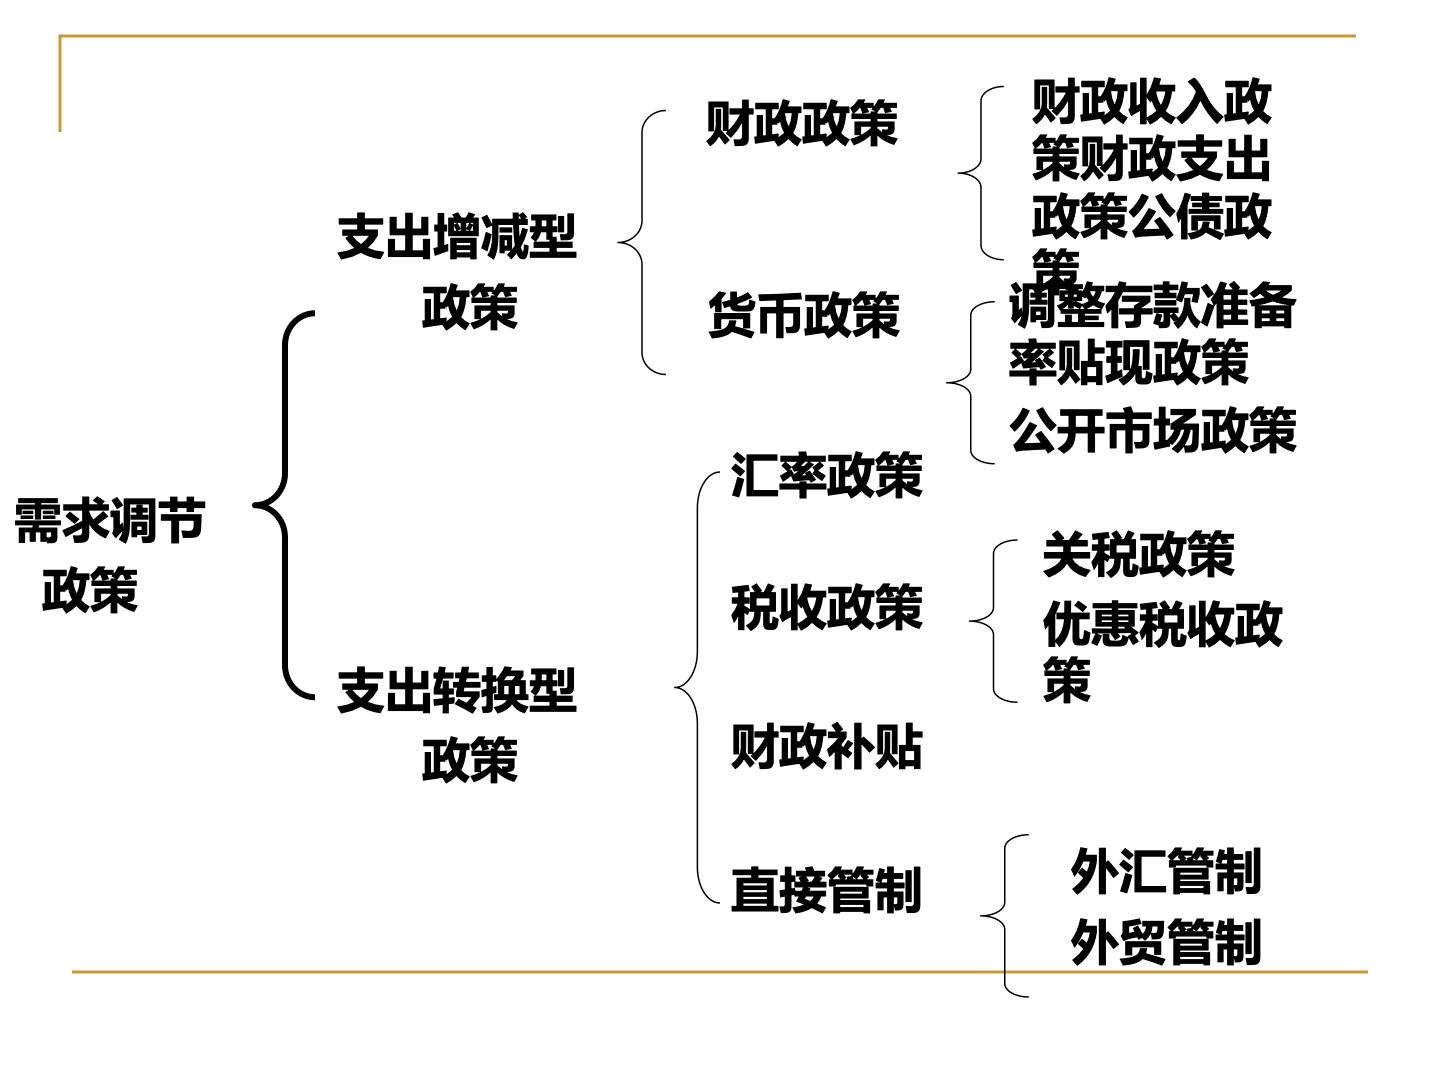 财政政策
财政收入政
策财政支出
政策公债政
策
支出增减型
政策
货币政策
调整存款准备
率贴现政策
公开市场政策
需求调节
政策
汇率政策
税收政策
关税政策
优惠税收政
策
支出转换型
政策
财政补贴
直接管制
外汇管制
外贸管制